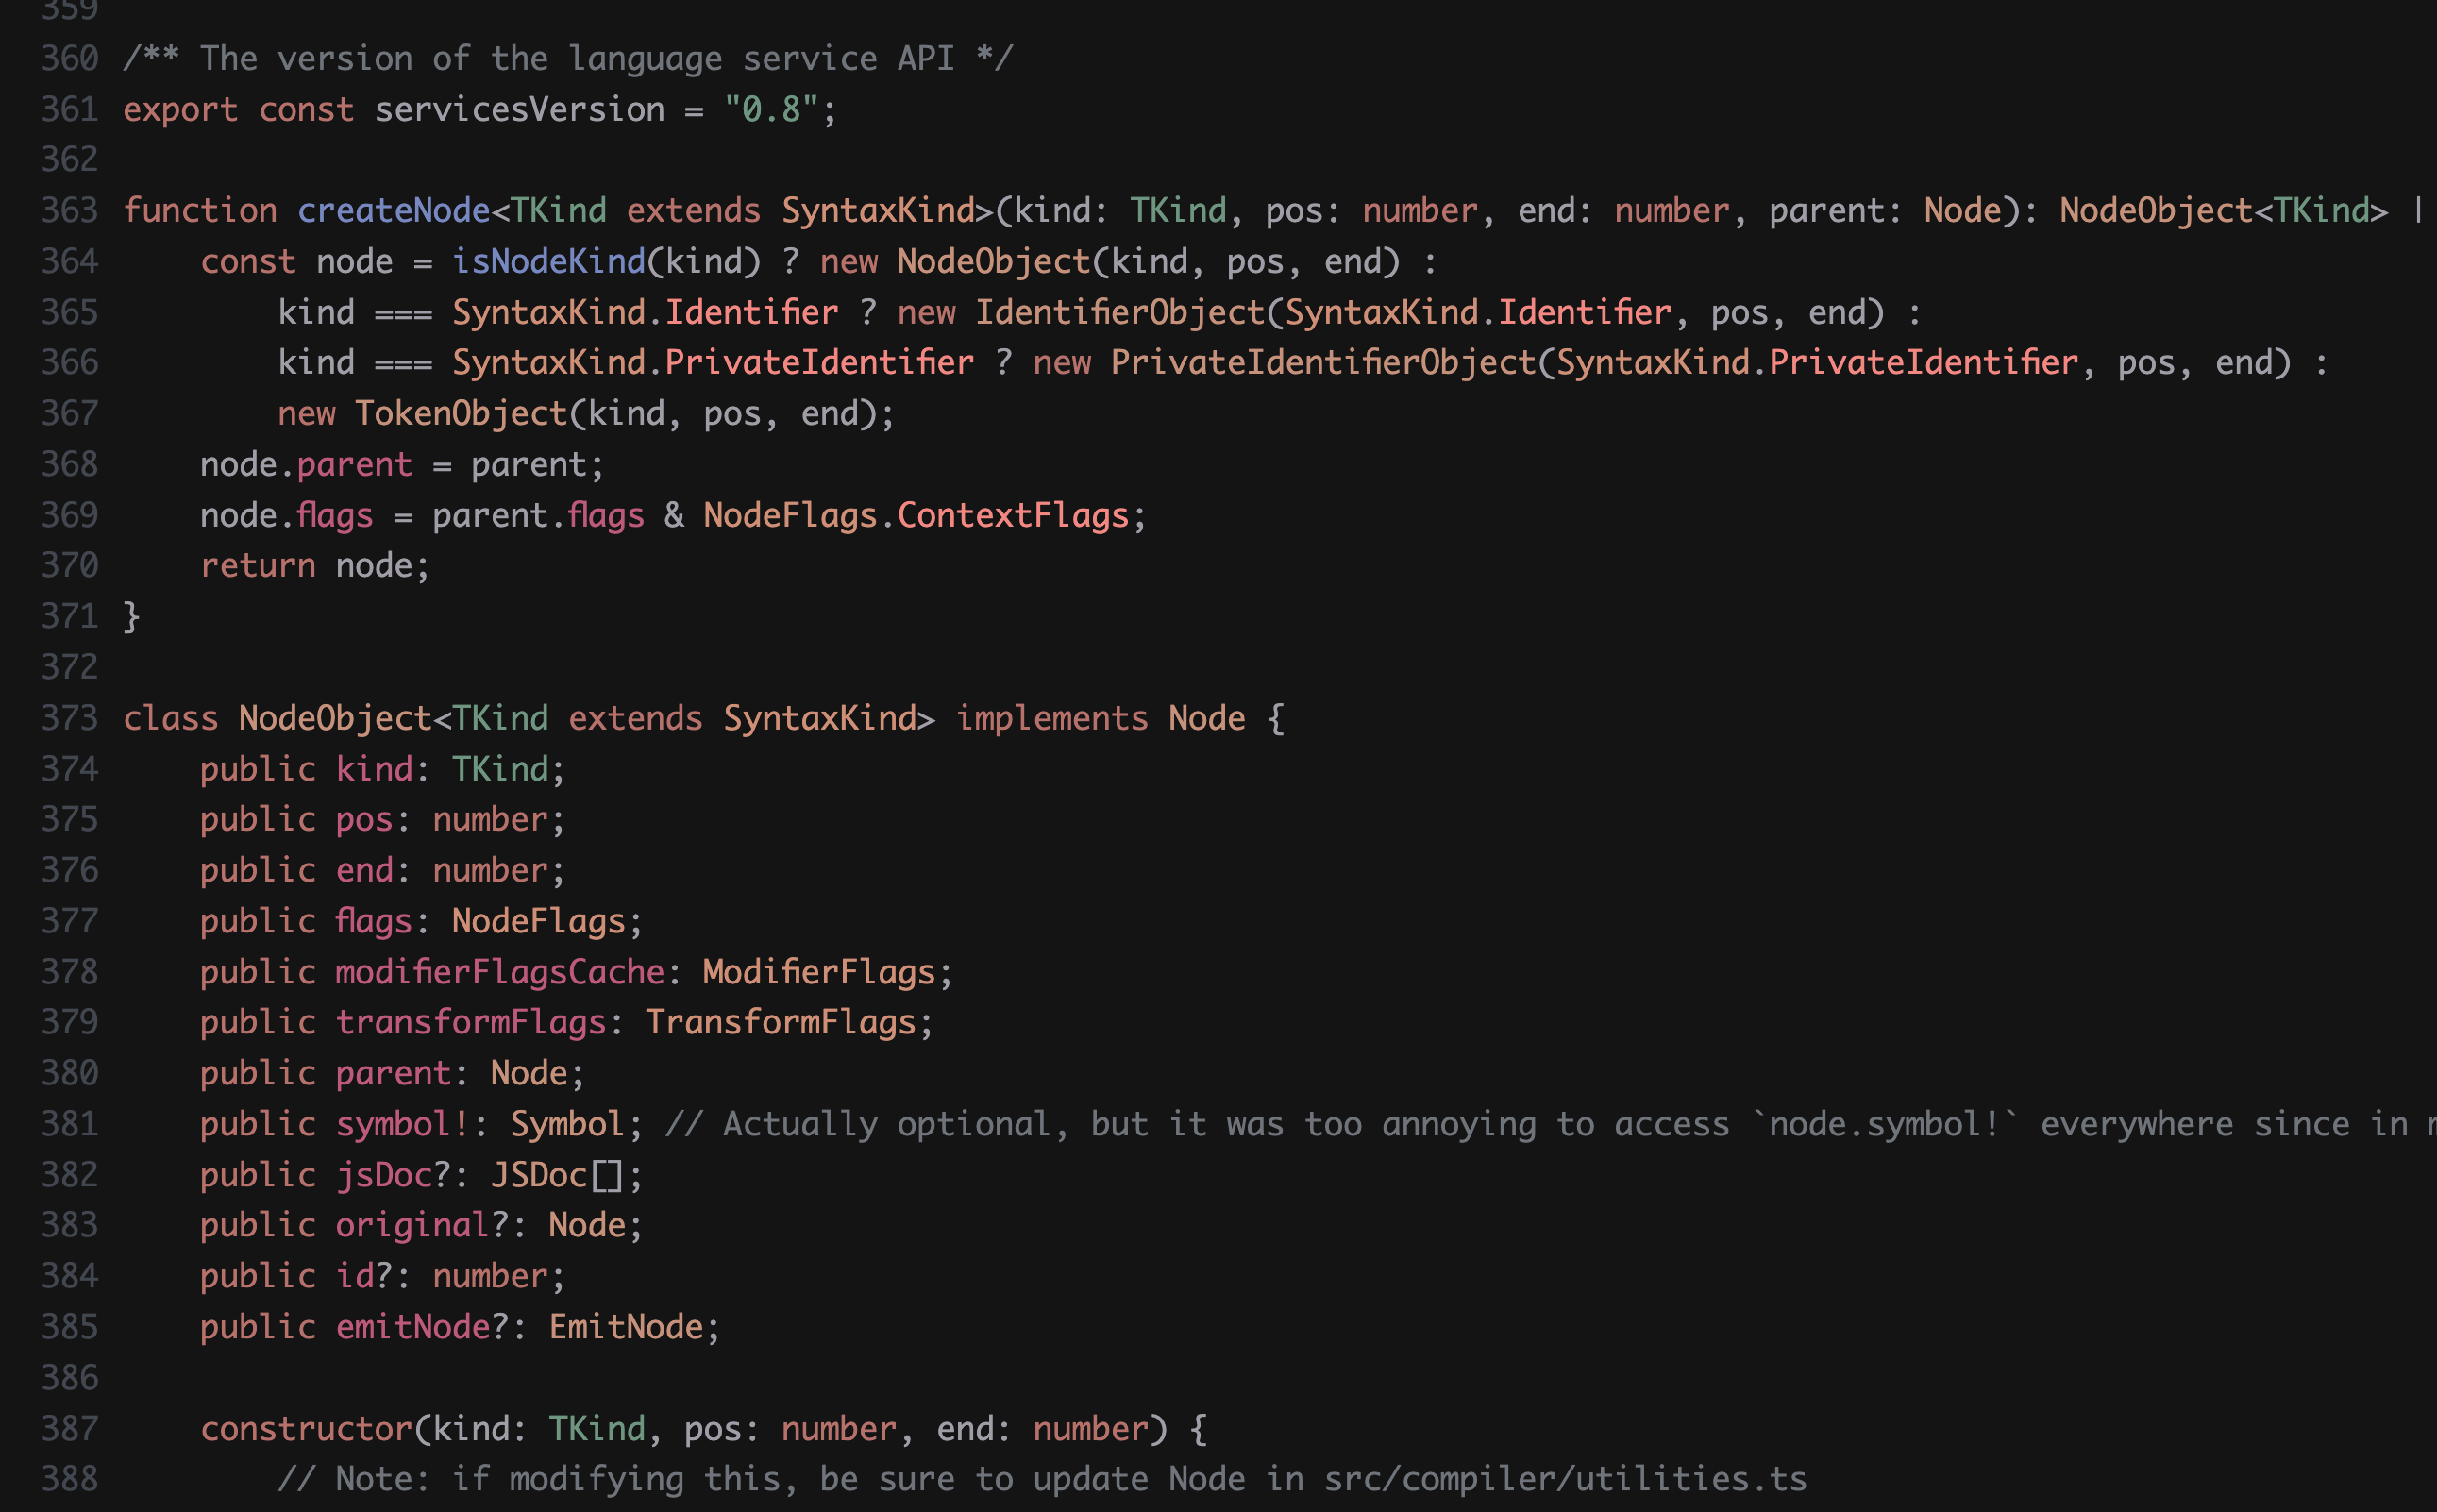 359
360 /** The version of the language service API */
361 export const servicesVersion = "0.8";
362
363 function createNode<TKind extends SyntaxKind>(kind: TKind, pos: number, end: number, parent: Node): NodeObject<TKind> |
364     const node = isNodeKind(kind) ? new NodeObject(kind, pos, end) :
365         kind === SyntaxKind.Identifier ? new IdentifierObject(SyntaxKind.Identifier, pos, end) :
366         kind === SyntaxKind.PrivateIdentifier ? new PrivateIdentifierObject(SyntaxKind.PrivateIdentifier, pos, end) :
367         new TokenObject(kind, pos, end);
368     node.parent = parent;
369     node.flags = parent.flags & NodeFlags.ContextFlags;
370     return node;
371 }
372
373 class NodeObject<TKind extends SyntaxKind> implements Node {
374     public kind: TKind;
375     public pos: number;
376     public end: number;
377     public flags: NodeFlags;
378     public modifierFlagsCache: ModifierFlags;
379     public transformFlags: TransformFlags;
380     public parent: Node;
381     public symbol!: Symbol; // Actually optional, but it was too annoying to access `node.symbol!` everywhere since in
382     public jsDoc?: JSDoc[];
383     public original?: Node;
384     public id?: number;
385     public emitNode?: EmitNode;
386
387     constructor(kind: TKind, pos: number, end: number) {
388         // Note: if modifying this, be sure to update Node in src/compiler/utilities.ts